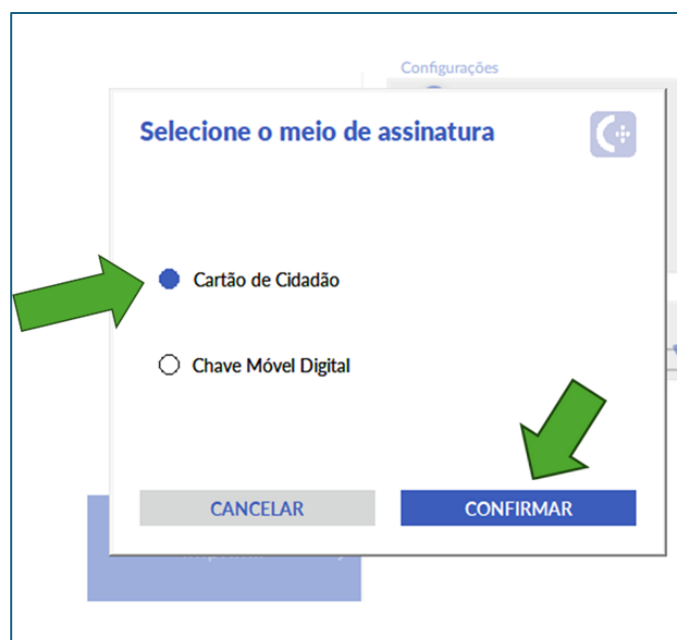 Configurações
Selecione o meio de assinatura
Cartão de Cidadão
Chave Móvel Digital
CANCELAR
CONFIRMAR